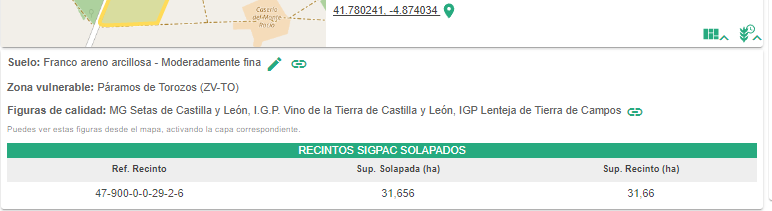 Caserío
del Monte
Rocío
41.780241, -4.874034
Suelo: Franco areno arcillosa - Moderadamente fina
Zona vulnerable: Páramos de Torozos (ZV-TO)
Figuras de calidad: MG Setas de Castilla y León, I.G.P. Vino de la Tierra de Castilla y León, IGP Lenteja de Tierra de Campos
Puedes ver estas figuras desde el mapa, activando la capa correspondiente.
RECINTOS SIGPAC SOLAPADOS
Ref. Recinto Sup. Solapada (ha) Sup. Recinto (ha)
47-900-0-0-29-2-6 31,656 31,66